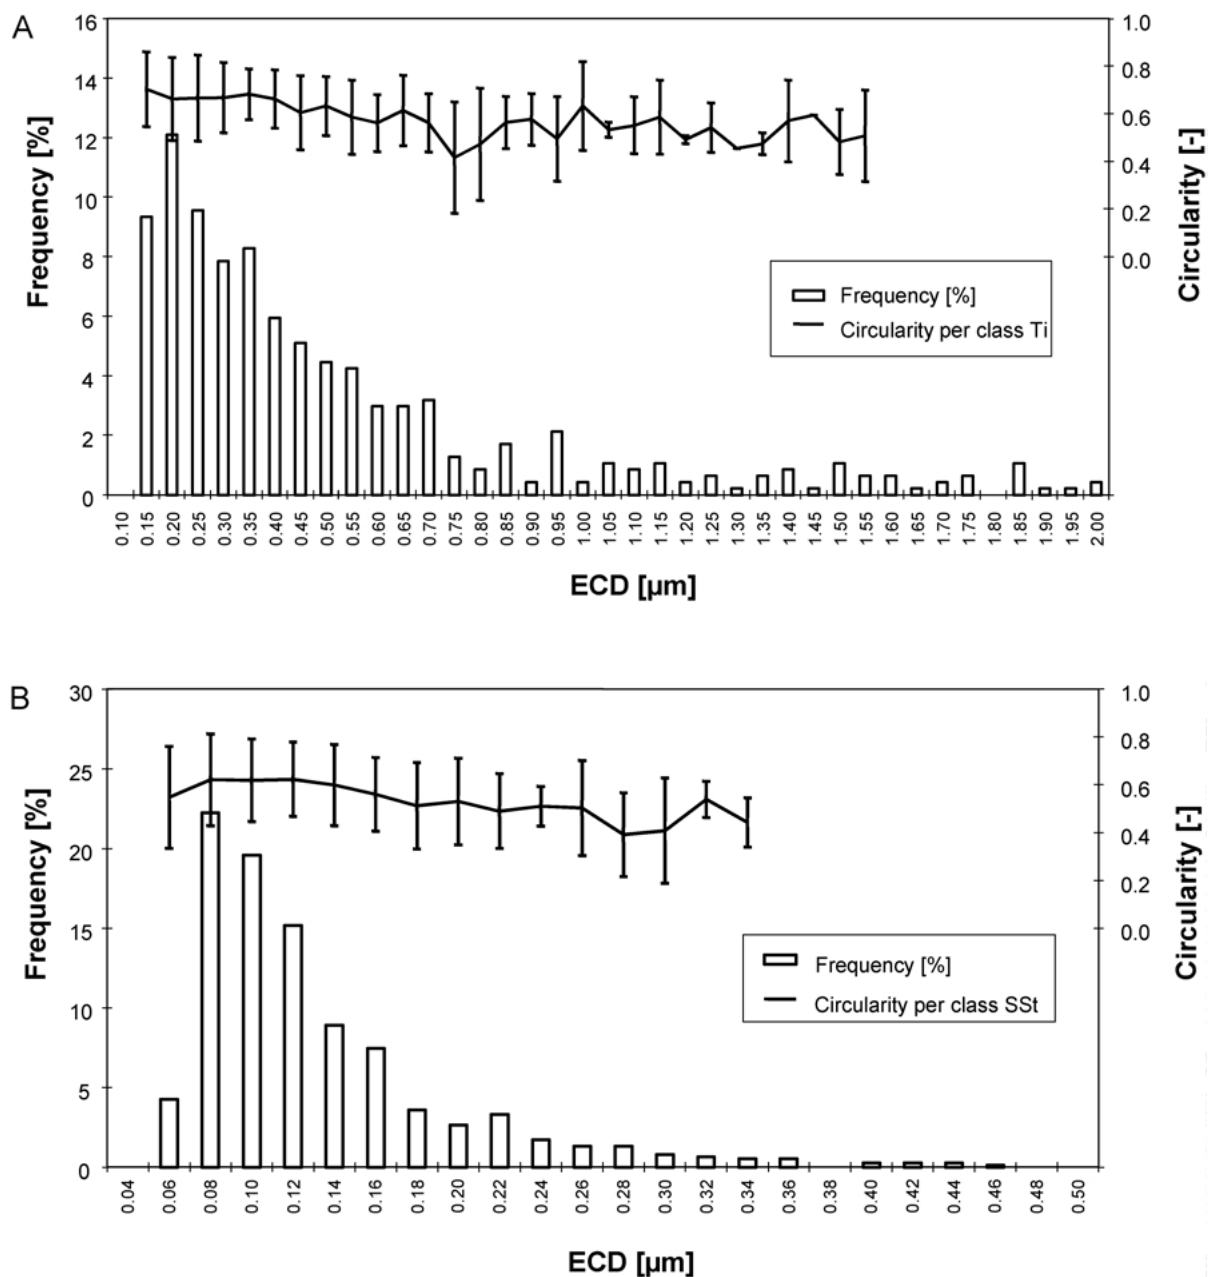 A
16
14
12
10
8
6
4
2
0
Frequency [%]
1.0
0.8
0.6
0.4
0.2
0.0
Circularity [-]
Frequency [%]
Circularity per class Ti
0.10 0.15 0.20 0.25 0.30 0.35 0.40 0.45 0.50 0.55 0.60 0.65 0.70 0.75 0.80 0.85 0.90 0.95 1.00 1.05 1.10 1.15 1.20 1.25 1.30 1.35 1.40 1.45 1.50 1.55 1.60 1.65 1.70 1.75 1.80 1.85 1.90 1.95 2.00
ECD [µm]
B
30
25
20
15
10
5
0
Frequency [%]
1.0
0.8
0.6
0.4
0.2
0.0
Circularity [-]
Frequency [%]
Circularity per class SSt
0.04 0.06 0.08 0.10 0.12 0.14 0.16 0.18 0.20 0.22 0.24 0.26 0.28 0.30 0.32 0.34 0.36 0.38 0.40 0.42 0.44 0.46 0.48 0.50
ECD [µm]